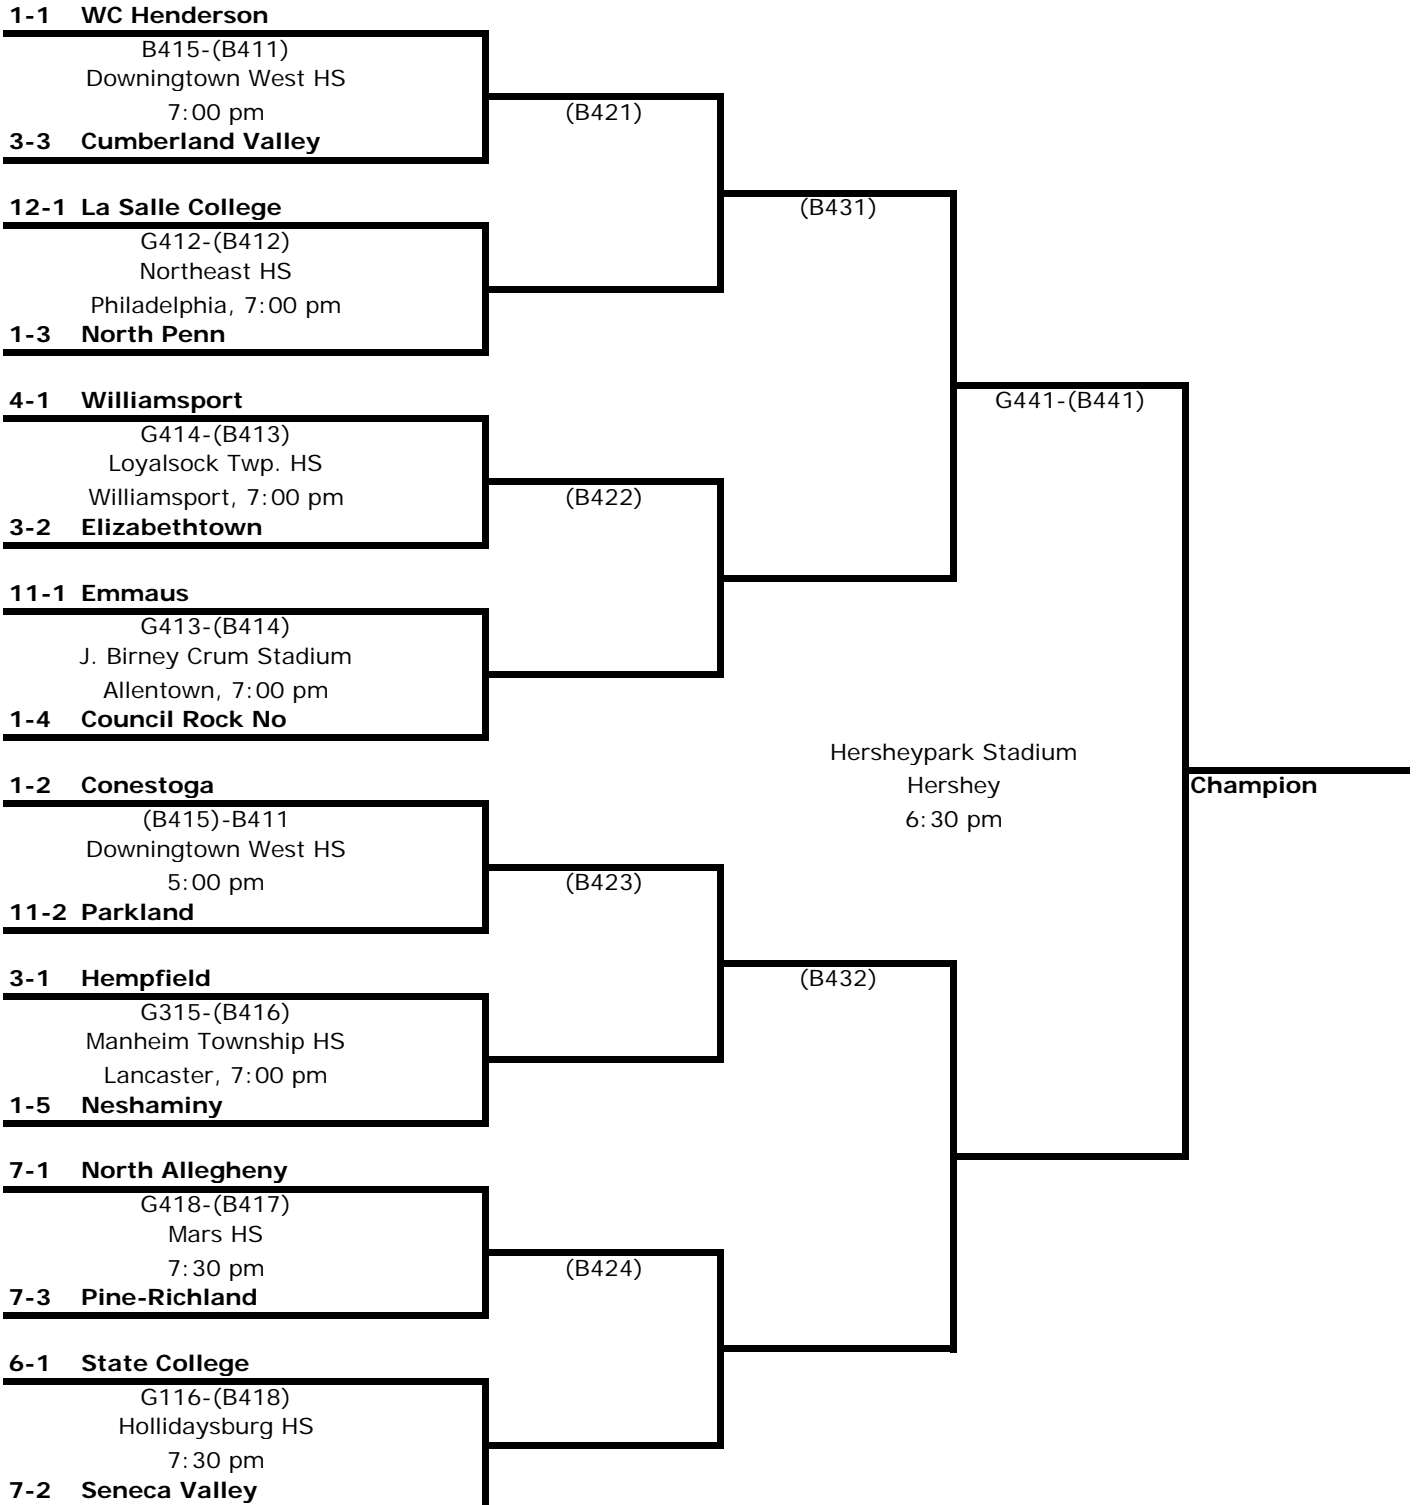 1-1 WC Henderson
B415-(B411)
Downingtown West HS
7:00 pm
(B421)
3-3 Cumberland Valley
12-1 La Salle College
(B431)
G412-(B412)
Northeast HS
Philadelphia, 7:00 pm
1-3 North Penn
4-1 Williamsport
G441-(B441)
G414-(B413)
Loyalsock Twp. HS
Williamsport, 7:00 pm
(B422)
3-2 Elizabethtown
11-1 Emmaus
G413-(B414)
J. Birney Crum Stadium
Allentown, 7:00 pm
1-4 Council Rock No
Hersheypark Stadium
Hershey
6:30 pm
Champion
1-2 Conestoga
(B415)-B411
Downingtown West HS
5:00 pm
(B423)
11-2 Parkland
3-1 Hempfield
(B432)
G315-(B416)
Manheim Township HS
Lancaster, 7:00 pm
1-5 Neshaminy
7-1 North Allegheny
G418-(B417)
Mars HS
7:30 pm
(B424)
7-3 Pine-Richland
6-1 State College
G116-(B418)
Hollidaysburg HS
7:30 pm
7-2 Seneca Valley